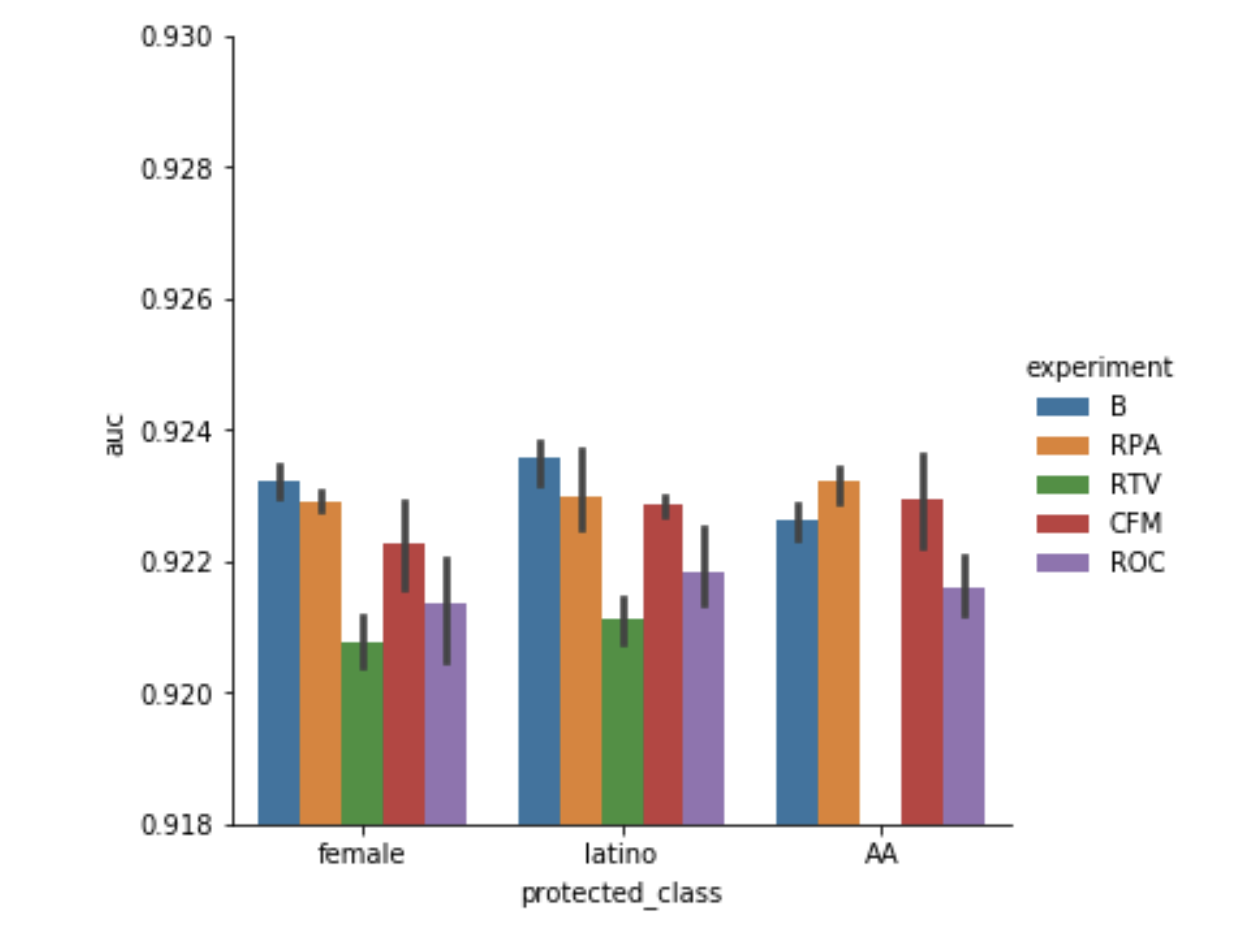 0.930
0.928
0.926
0.924
0.922
0.920
0.918
auc
female
latino
AA
protected_class
experiment
B
RPA
RTV
CFM
ROC